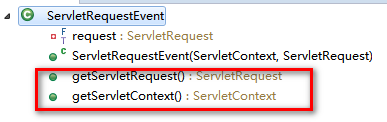 ServletRequestEvent
F
T
request : ServletRequest
C
ServletRequestEvent(ServletContext, ServletRequest)
getServletRequest() : ServletRequest
getServletContext() : ServletContext